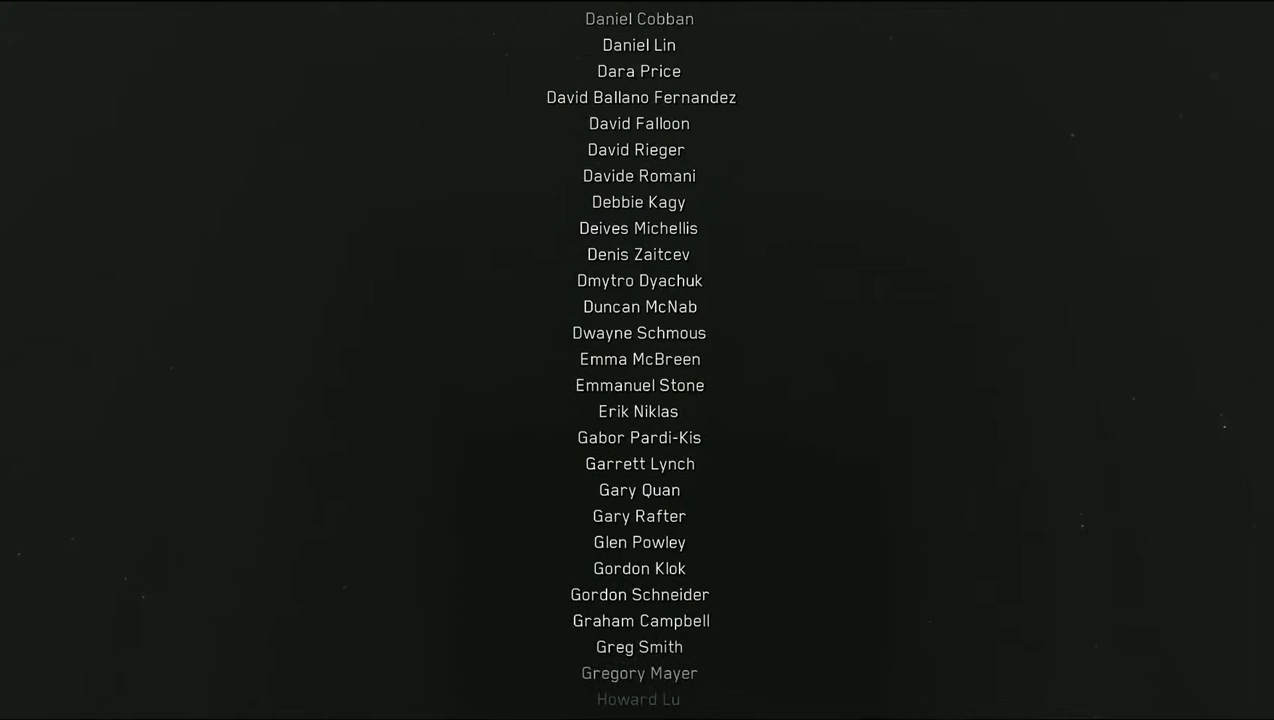 Daniel Cobban
Daniel Lin
Dara Price
David Ballano Fernandez
David Falloon
David Rieger
Davide Romani
Debbie Kagy
Deives Michellis
Denis Zaitcev
Dmytro Dyachuk
Duncan McNab
Dwayne Schmous
Emma McBreen
Emmanuel Stone
Erik Niklas
Gabor Pardi-Kis
Garrett Lynch
Gary Quan
Gary Rafter
Glen Powley
Gordon Klok
Gordon Schneider
Graham Campbell
Greg Smith
Gregory Mayer
Howard Lu